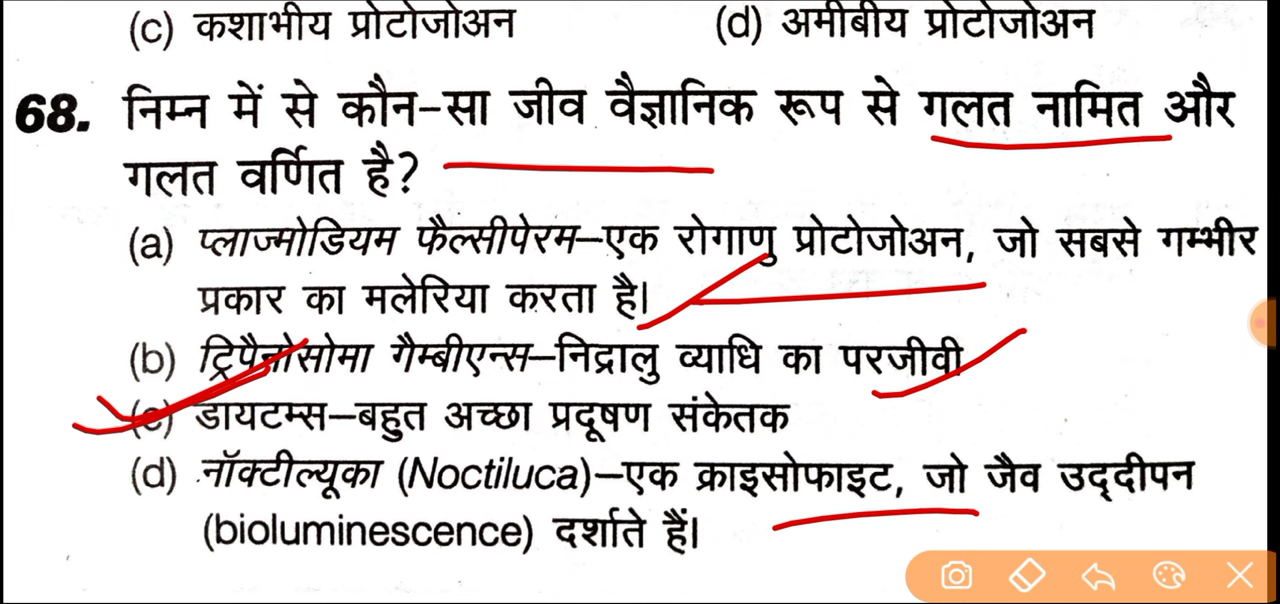 (c) कशाभीय प्रोटोजोअन (d) अमीबीय प्रोटोजोअन
68. निम्न में से कौन-सा जीव वैज्ञानिक रूप से गलत नामित और
गलत वर्णित है?
(a) प्लाज्मोडियम फैल्सीपेरम–एक रोगाणु प्रोटोजोअन, जो सबसे गम्भीर
प्रकार का मलेरिया करता है।
(b) ट्रिपैनोसोमा गैम्बीएन्स–निद्रालु व्याधि का परजीवी
(c) डायटम्स–बहुत अच्छा प्रदूषण संकेतक
(d) नॉक्टील्यूका (Noctiluca)–एक क्राइसोफाइट, जो जैव उद्दीपन
(bioluminescence) दर्शाते हैं।